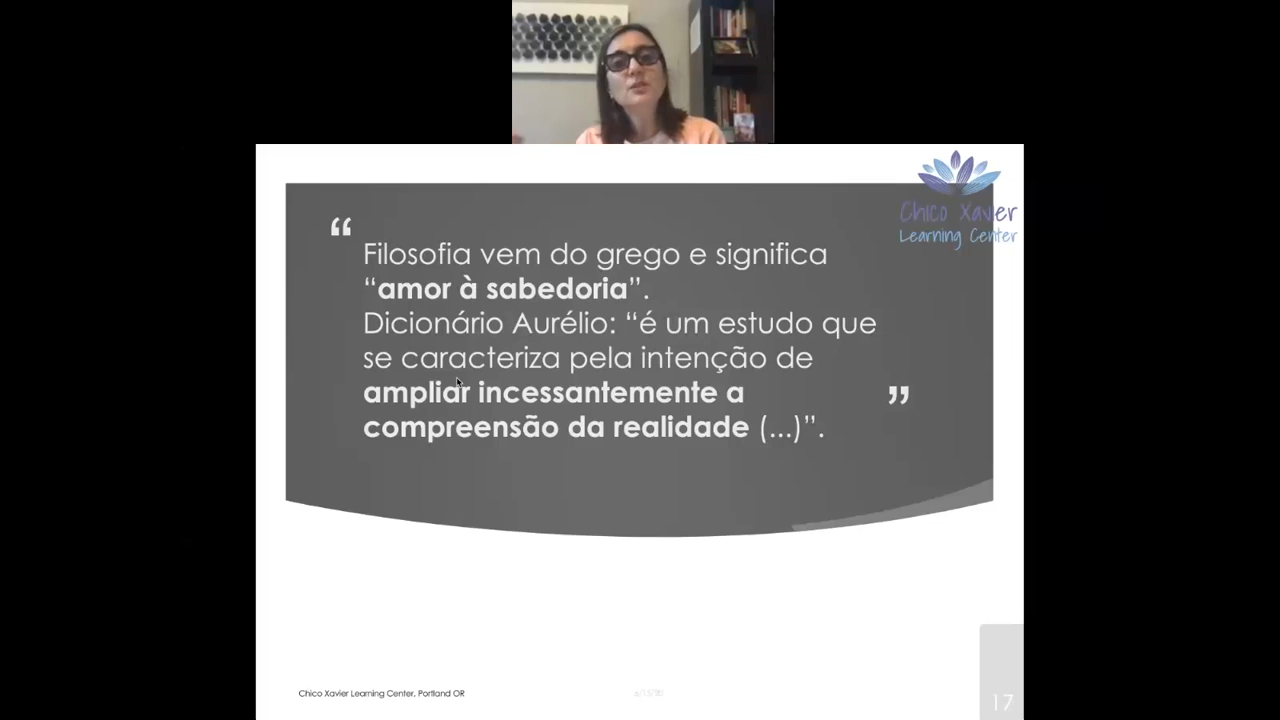 Chico Xavier
Learning Center
“
Filosofia vem do grego e significa
“amor à sabedoria”.
Dicionário Aurélio: “é um estudo que
se caracteriza pela intenção de
ampliar incessantemente a
compreensão da realidade (...)”.
”
Chico Xavier Learning Center, Portland OR
17